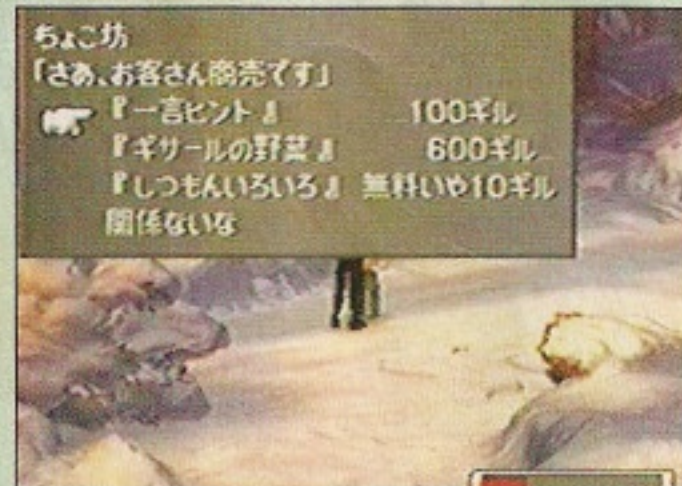 ちょこ坊
「さあ、お客さん商売です」
『一言ヒント』 100ギル
『ギサールの野菜』 600ギル
『しつもんいろいろ』 無料いや10ギル
関係ないな